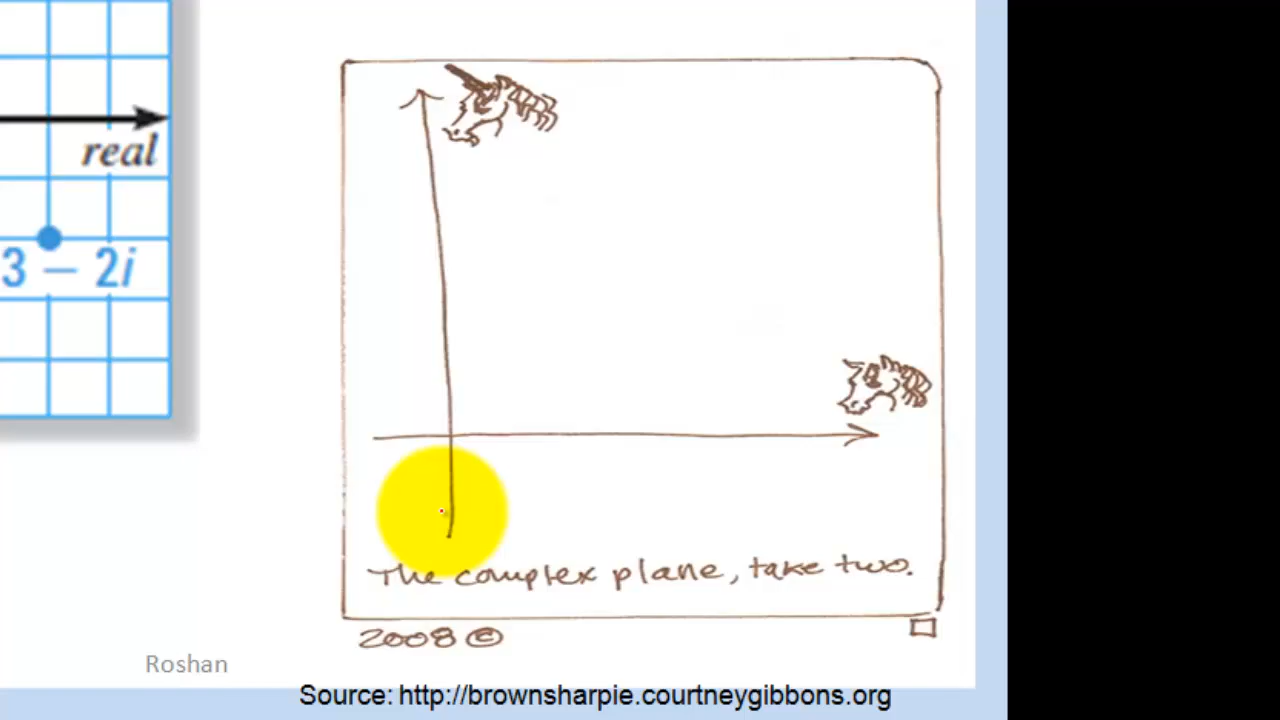 real
3 – 2i
The complex plane, take two.
2008 ©
Roshan
Source: http://brownsharpie.courtneygibbons.org